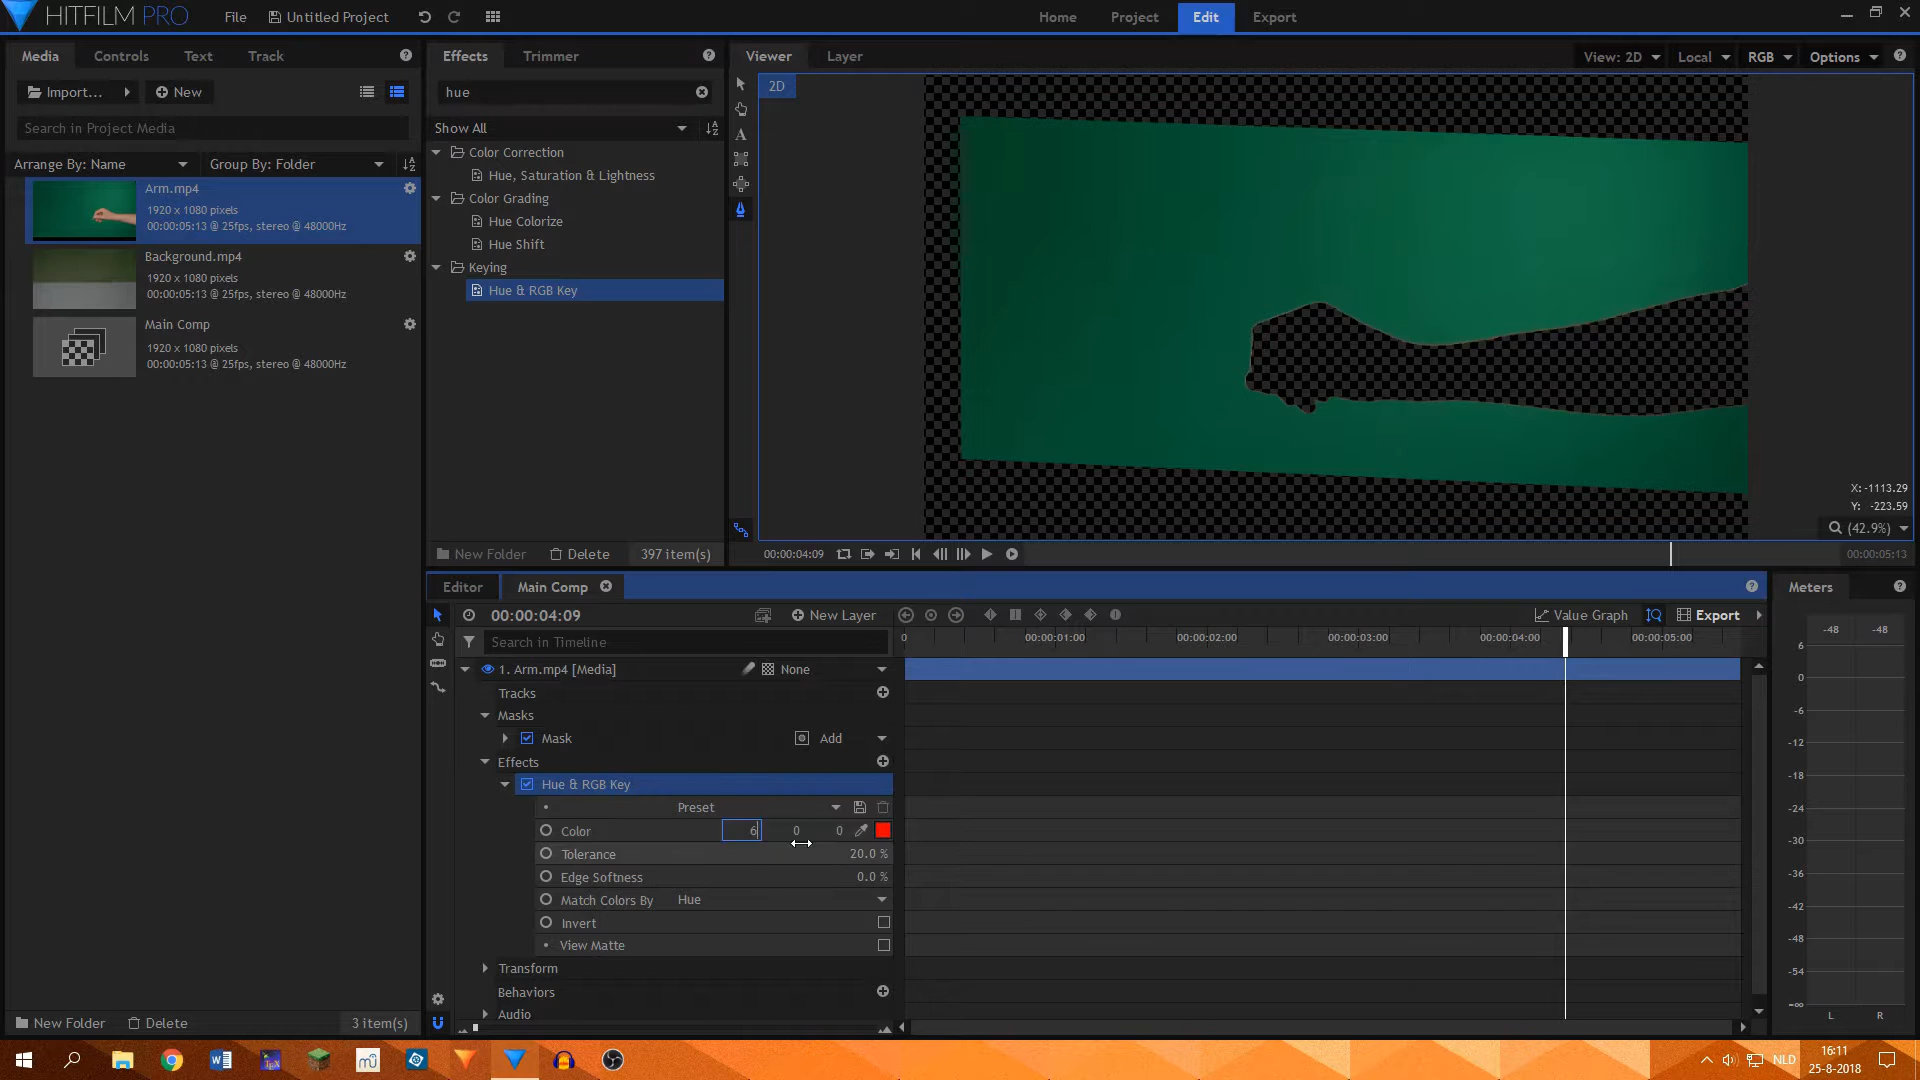 HITFILM PRO
File
Untitled Project
Home
Project
Edit
Export
Media
Controls
Text
Track
Import...
New
Search in Project Media
Arrange By: Name
Group By: Folder
Arm.mp4
1920 x 1080 pixels
00:00:05:13 @ 25fps, stereo @ 48000Hz
Background.mp4
1920 x 1080 pixels
00:00:05:13 @ 25fps, stereo @ 48000Hz
Main Comp
1920 x 1080 pixels
00:00:05:13 @ 25fps, stereo @ 48000Hz
New Folder
Delete
3 item(s)
Effects
Trimmer
hue
Show All
Color Correction
Hue, Saturation & Lightness
Color Grading
Hue Colorize
Hue Shift
Keying
Hue & RGB Key
New Folder
Delete
397 item(s)
Viewer
Layer
View: 2D
Local
RGB
Options
2D
X: -1113.29
Y: -223.59
(42.9%)
00:00:04:09
00:00:05:13
Editor
Main Comp
00:00:04:09
New Layer
Value Graph
Export
Search in Timeline
0
00:00:01:00
00:00:02:00
00:00:03:00
00:00:04:00
00:00:05:00
1. Arm.mp4 [Media]
None
Tracks
Masks
Mask
Add
Effects
Hue & RGB Key
Preset
Color
6
0
0
Tolerance
20.0 %
Edge Softness
0.0 %
Match Colors By
Hue
Invert
View Matte
Transform
Behaviors
Audio
Meters
-48
-48
6
0
-6
-12
-18
-24
-30
-36
-42
-48
-54
-∞
L
R
NLD
16:11
25-8-2018